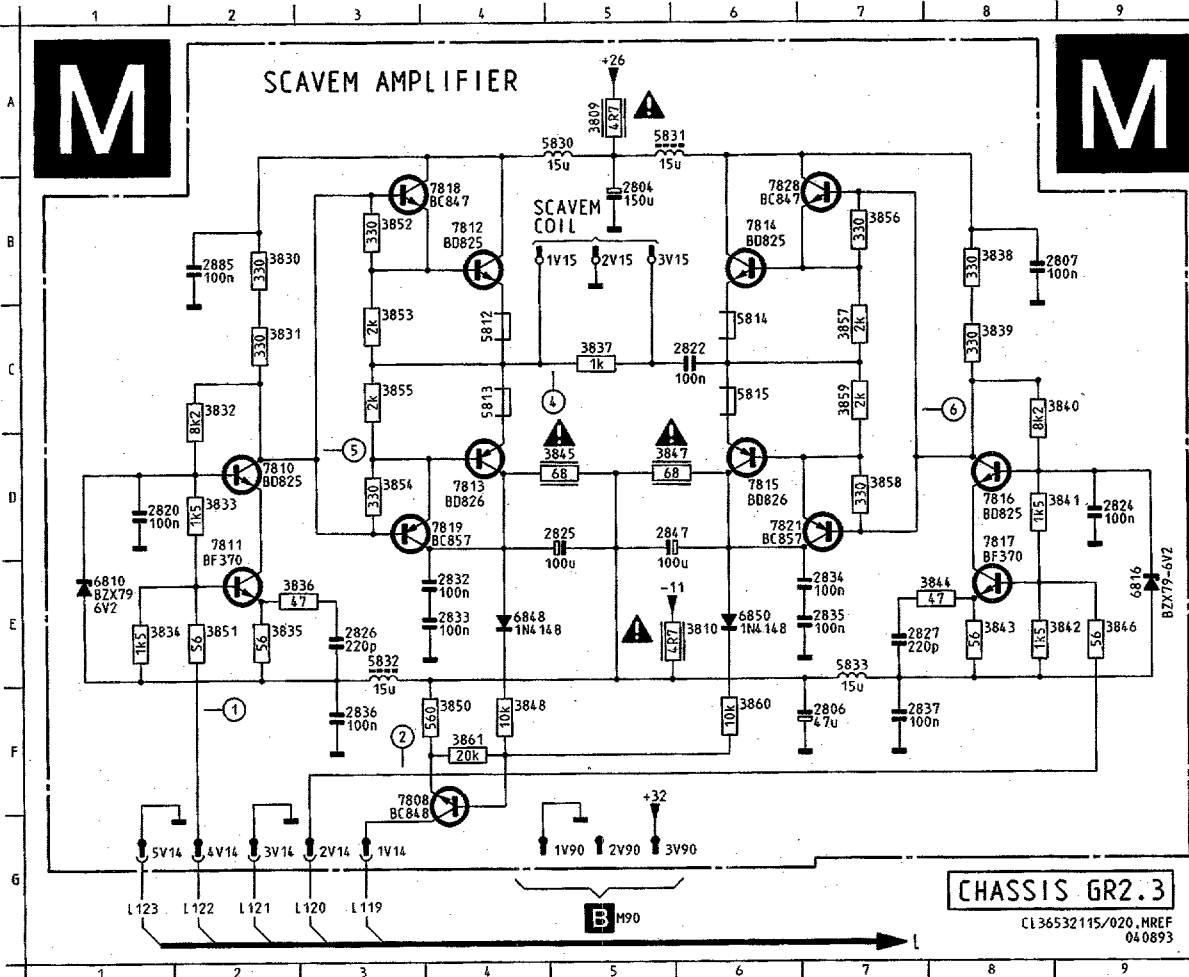 1 2 3 4 5 6 7 8 9
A
M
SCAVEM AMPLIFIER
M
+26
3809
4R7
5830
15u
5831
15u
7818
BC847
2804
150u
7828
BC847
B
3852
330
7812
BD825
SCAVEM
COIL
7814
BD825
3856
330
2885
100n
3830
330
1V15
2V15
3V15
3838
330
2807
100n
3831
330
3853
2k
5812
5814
3857
2k
3839
330
C
3837
1k
2822
100n
3832
8k2
3855
2k
5813
4
5815
3859
2k
6
3840
8k2
5
7810
BD825
3845
68
3847
68
D
2820
100n
3833
1k5
3854
330
7813
BD826
7815
BD826
3858
330
7816
BD825
3841
1k5
2824
100n
7811
BF370
7819
BC857
2825
100u
2847
100u
7821
BC857
7817
BF370
6810
BZX79
6V2
3836
47
2832
100n
-11
2834
100n
3844
47
6816
BZX79-6V2
E
3834
1k5
3851
56
3835
56
2826
220p
2833
100n
6848
1N4148
3810
4R7
6850
1N4148
2835
100n
2827
220p
3843
56
3842
1k5
3846
56
5832
15u
5833
15u
1
2836
100n
3850
560
3848
10k
3860
10k
2806
47u
2837
100n
F
2
3861
20k
7808
BC848
+32
5V14
4V14
3V14
2V14
1V14
1V90
2V90
3V90
G
L123
L122
L121
L120
L119
B M90
L
CHASSIS GR2.3
CL36532115/020.MREF
040893
1 2 3 4 5 6 7 8 9